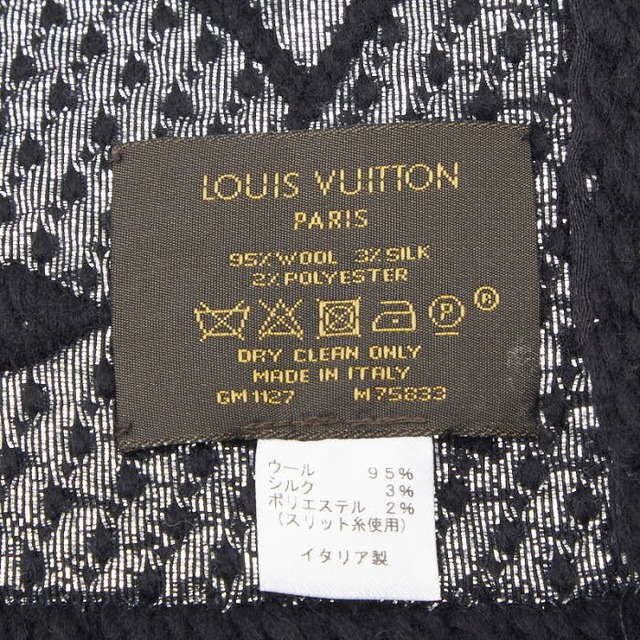 LOUIS VUITTON
PARIS
95% WOOL 3% SILK
2% POLYESTER
P ®
DRY CLEAN ONLY
MADE IN ITALY
GM1127 M75833
ウール 95%
シルク 3%
ポリエステル 2%
(スリット糸使用)
イタリア製